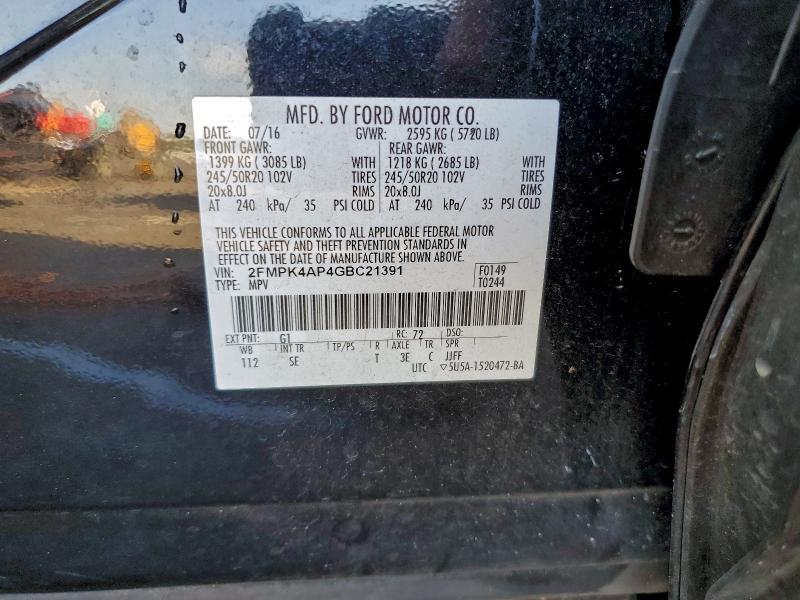 MFD. BY FORD MOTOR CO.
DATE: 07/16 GVWR: 2595 KG ( 5720 LB)
FRONT GAWR: REAR GAWR:
1399 KG ( 3085 LB) WITH 1218 KG ( 2685 LB) WITH
245/50R20 102V TIRES 245/50R20 102V TIRES
20x8.0J RIMS 20x8.0J RIMS
AT 240 kPa/ 35 PSI COLD AT 240 kPa/ 35 PSI COLD
THIS VEHICLE CONFORMS TO ALL APPLICABLE FEDERAL MOTOR
VEHICLE SAFETY AND THEFT PREVENTION STANDARDS IN
EFFECT ON THE DATE OF MANUFACTURE SHOWN ABOVE.
VIN: 2FMPK4AP4GBC21391 F0149
TYPE: MPV T0244
EXT PNT: G1 RC: 72 DSO:
WB INT TR TP/PS R AXLE TR SPR
112 SE T 3E C JJFF
UTC ▽5U5A-1520472-BA